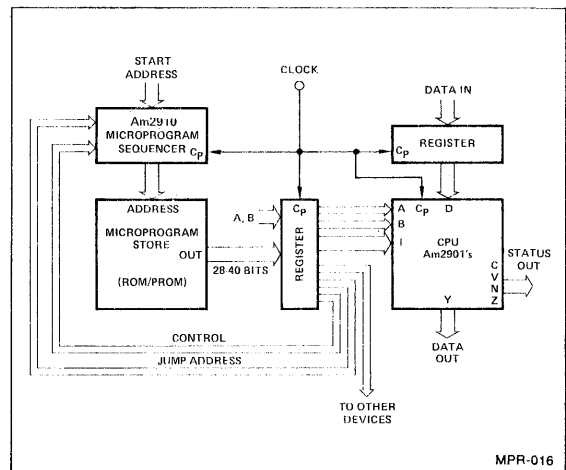 START
ADDRESS
CLOCK
DATA IN
Am2910
MICROPROGRAM
SEQUENCER
CP
CP
REGISTER
ADDRESS
MICROPROGRAM
STORE
OUT
(ROM/PROM)
A, B
28-40 BITS
CP
REGISTER
A
CP
D
B
I
CPU
Am2901's
C
V
N
Z
STATUS
OUT
Y
CONTROL
JUMP ADDRESS
DATA
OUT
TO OTHER
DEVICES
MPR-016